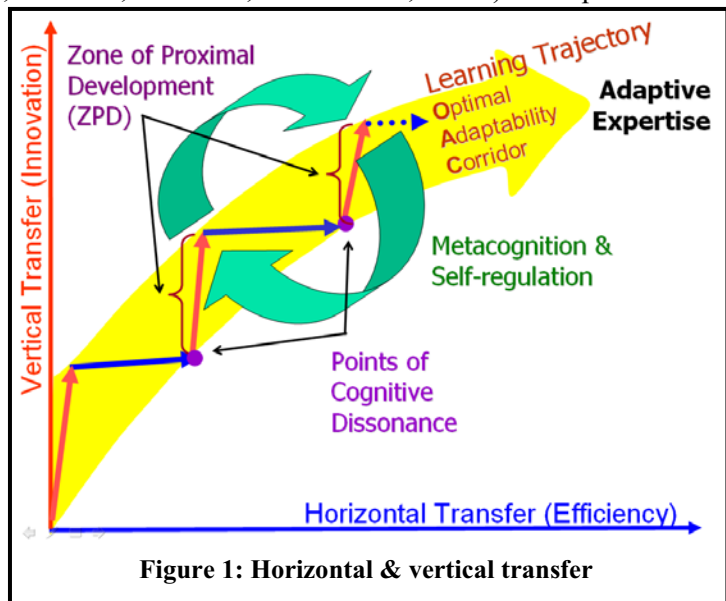 Zone of Proximal
Development
(ZPD)
Learning Trajectory
Optimal
Adaptability
Corridor
Adaptive
Expertise
Vertical Transfer (Innovation)
Metacognition &
Self-regulation
Points of
Cognitive
Dissonance
Horizontal Transfer (Efficiency)
Figure 1: Horizontal & vertical transfer